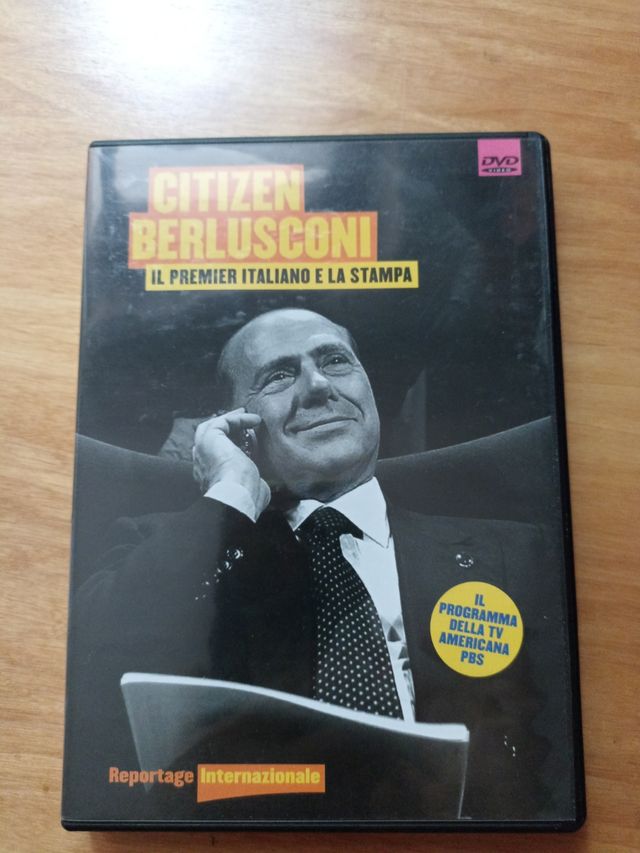 DVD
VIDEO
CITIZEN
BERLUSCONI
IL PREMIER ITALIANO E LA STAMPA
IL
PROGRAMMA
DELLA TV
AMERICANA
PBS
Reportage Internazionale